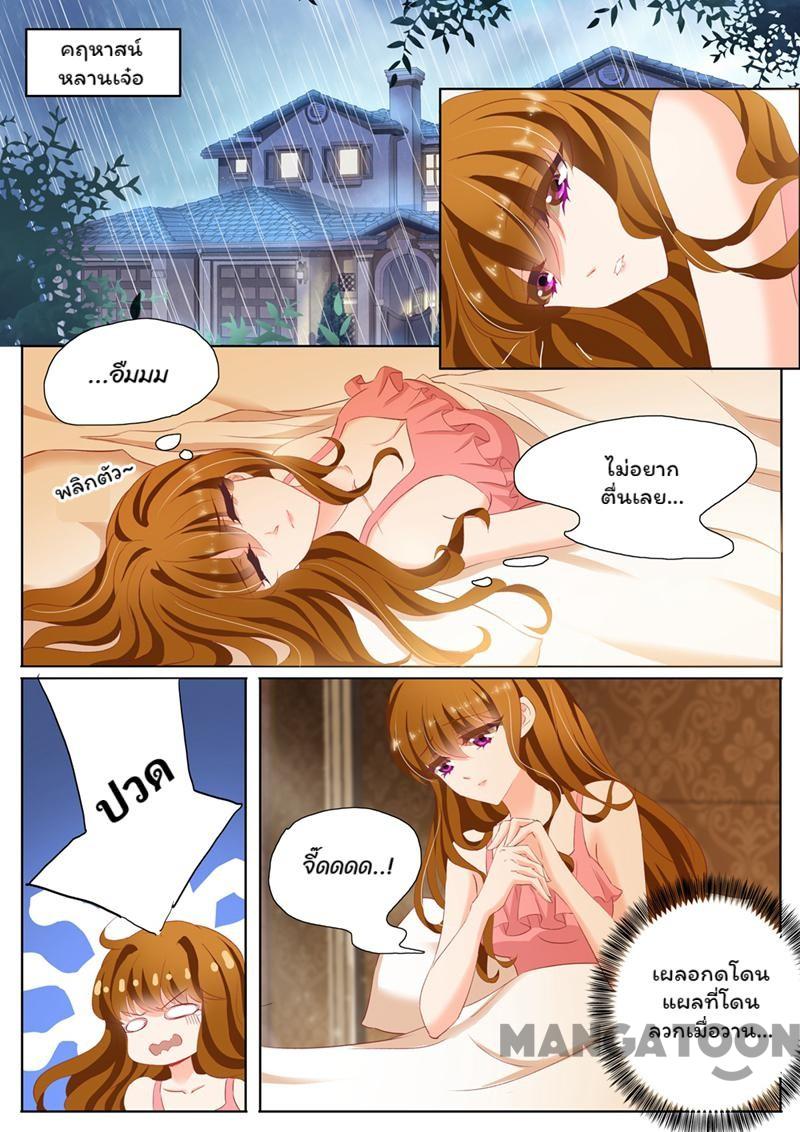 คฤหาสน์
หลานเจ๋อ
...อืมมม
พลิกตัว~
ไม่อยาก
ตื่นเลย...
ปวด
จี๊ดดดด..!
เผลอกดโดน
แผลที่โดน
ลวกเมื่อวาน...
MANGATOON